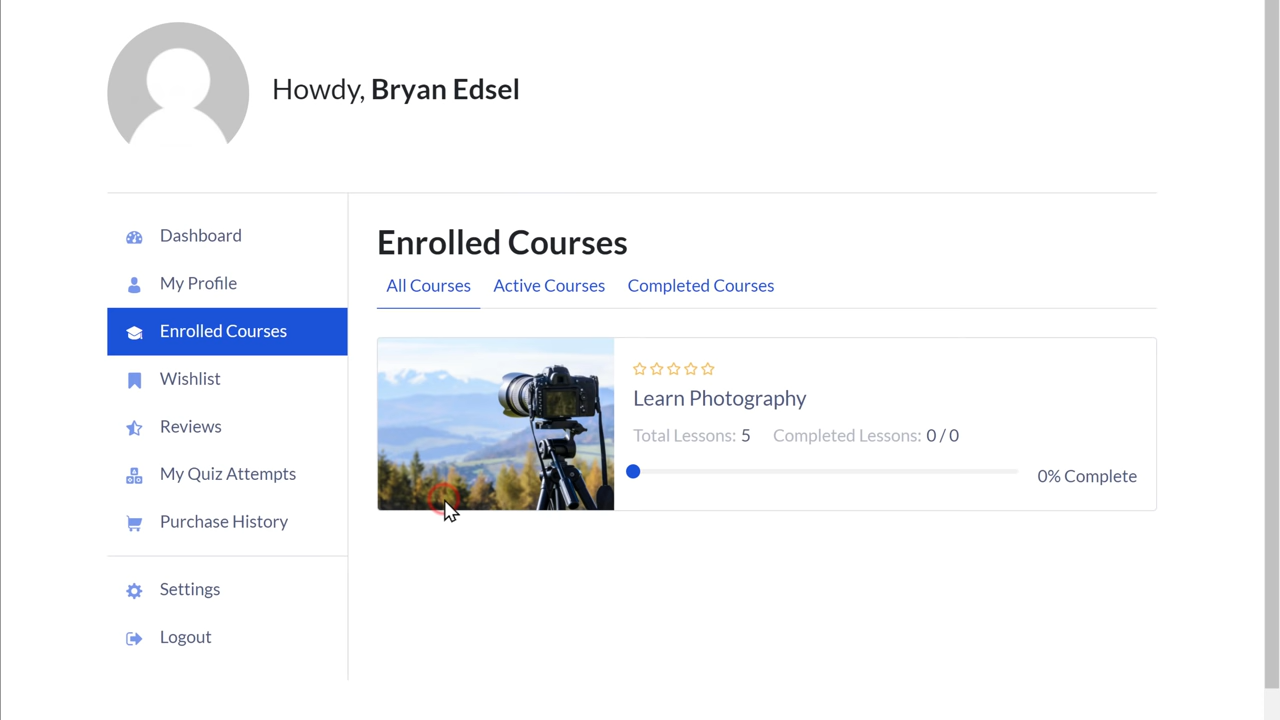 Howdy, Bryan Edsel
Dashboard
My Profile
Enrolled Courses
Wishlist
Reviews
My Quiz Attempts
Purchase History
Settings
Logout
Enrolled Courses
All Courses Active Courses Completed Courses
Learn Photography
Total Lessons: 5 Completed Lessons: 0 / 0
0% Complete